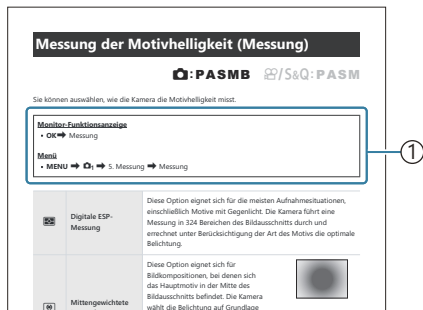 Messung der Motivhelligkeit (Messung)
:PASMB /S&Q:PASM
Sie können auswählen, wie die Kamera die Motivhelligkeit misst.
Monitor-Funktionsanzeige
• OK➡ Messung
Menü
• MENU ➡ 1 ➡ 5. Messung ➡ Messung
①
Digitale ESP-
Messung
Diese Option eignet sich für die meisten Aufnahmesituationen,
einschließlich Motive mit Gegenlicht. Die Kamera führt eine
Messung in 324 Bereichen des Bildausschnitts durch und
errechnet unter Berücksichtigung der Art des Motivs die optimale
Belichtung.
Mittengewichtete
Diese Option eignet sich für
Bildkompositionen, bei denen sich
das Hauptmotiv in der Mitte des
Bildausschnitts befindet. Die Kamera
wählt die Belichtung auf Grundlage